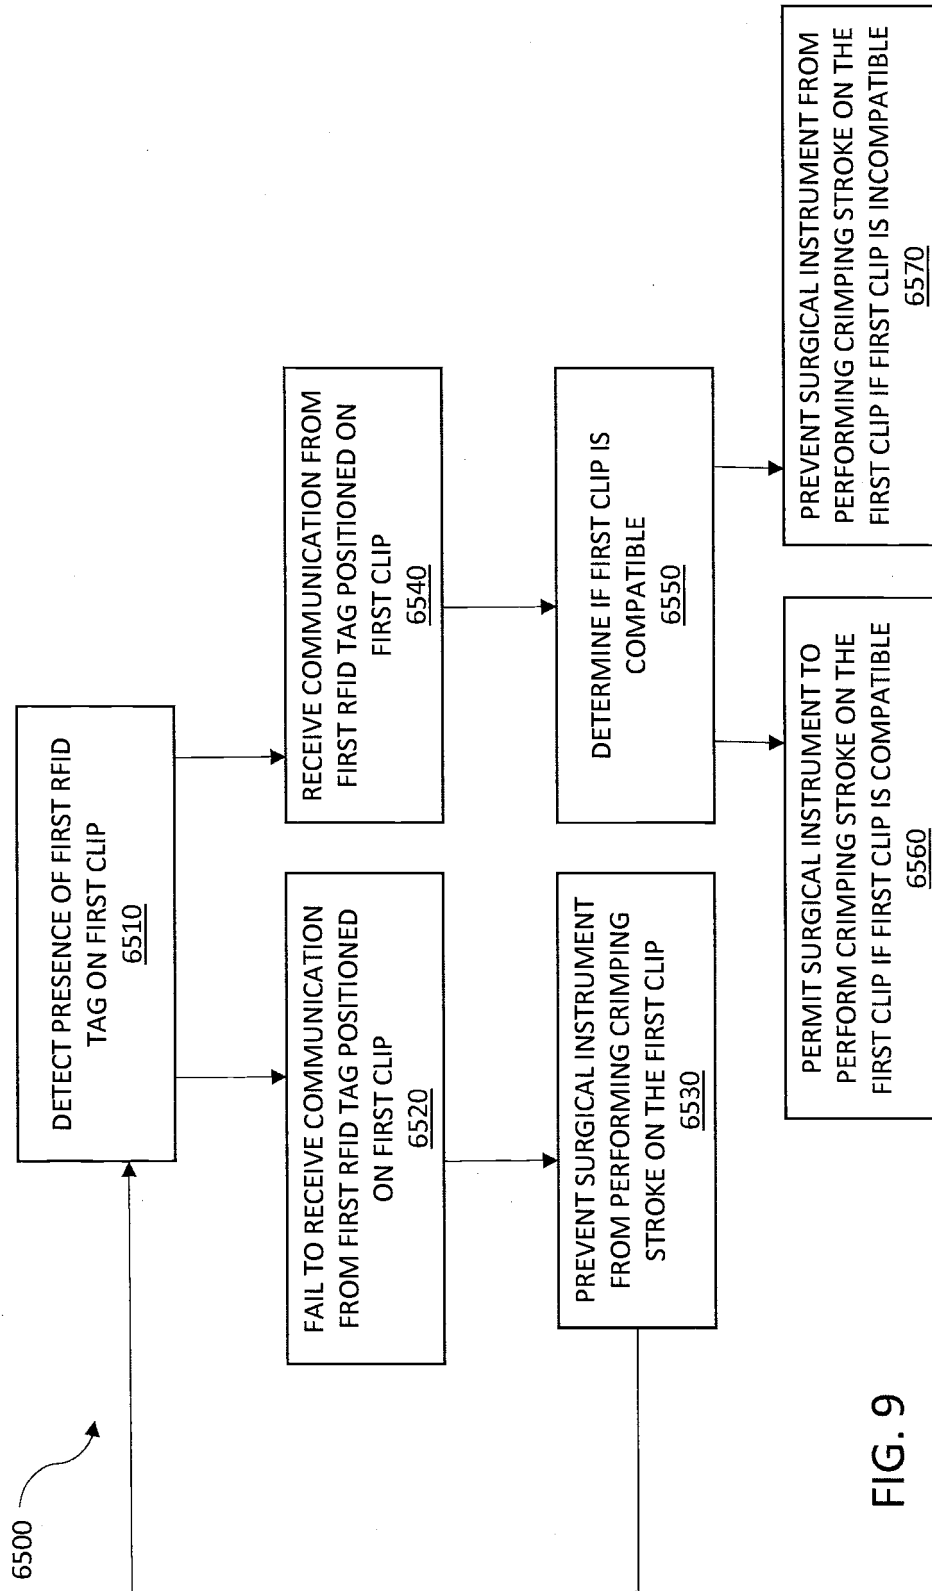 6500
DETECT PRESENCE OF FIRST RFID
TAG ON FIRST CLIP
6510
FAIL TO RECEIVE COMMUNICATION
FROM FIRST RFID TAG POSITIONED
ON FIRST CLIP
6520
RECEIVE COMMUNICATION FROM
FIRST RFID TAG POSITIONED ON
FIRST CLIP
6540
PREVENT SURGICAL INSTRUMENT
FROM PERFORMING CRIMPING
STROKE ON THE FIRST CLIP
6530
DETERMINE IF FIRST CLIP IS
COMPATIBLE
6550
PERMIT SURGICAL INSTRUMENT TO
PERFORM CRIMPING STROKE ON THE
FIRST CLIP IF FIRST CLIP IS COMPATIBLE
6560
PREVENT SURGICAL INSTRUMENT FROM
PERFORMING CRIMPING STROKE ON THE
FIRST CLIP IF FIRST CLIP IS INCOMPATIBLE
6570
FIG. 9